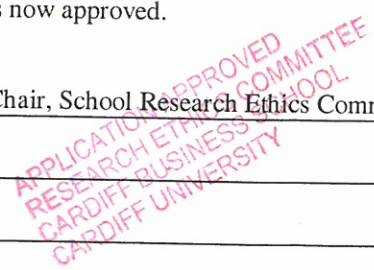 s now approved.
Chair, School Research Ethics Comm
APPLICATION APPROVED
RESEARCH ETHICS COMMITTEE
CARDIFF BUSINESS SCHOOL
CARDIFF UNIVERSITY